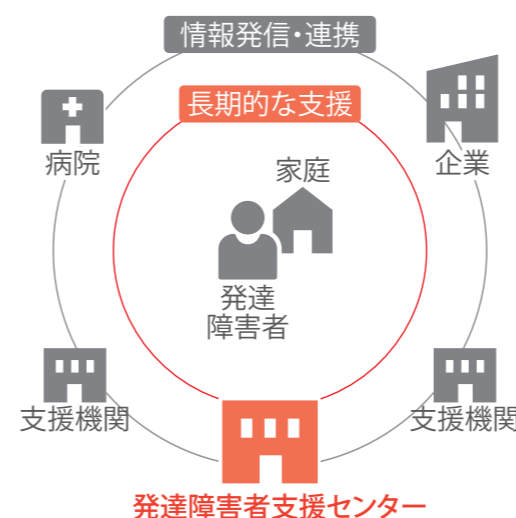 情報発信・連携
長期的な支援
病院
企業
家庭
発達
障害者
支援機関
支援機関
発達障害者支援センター